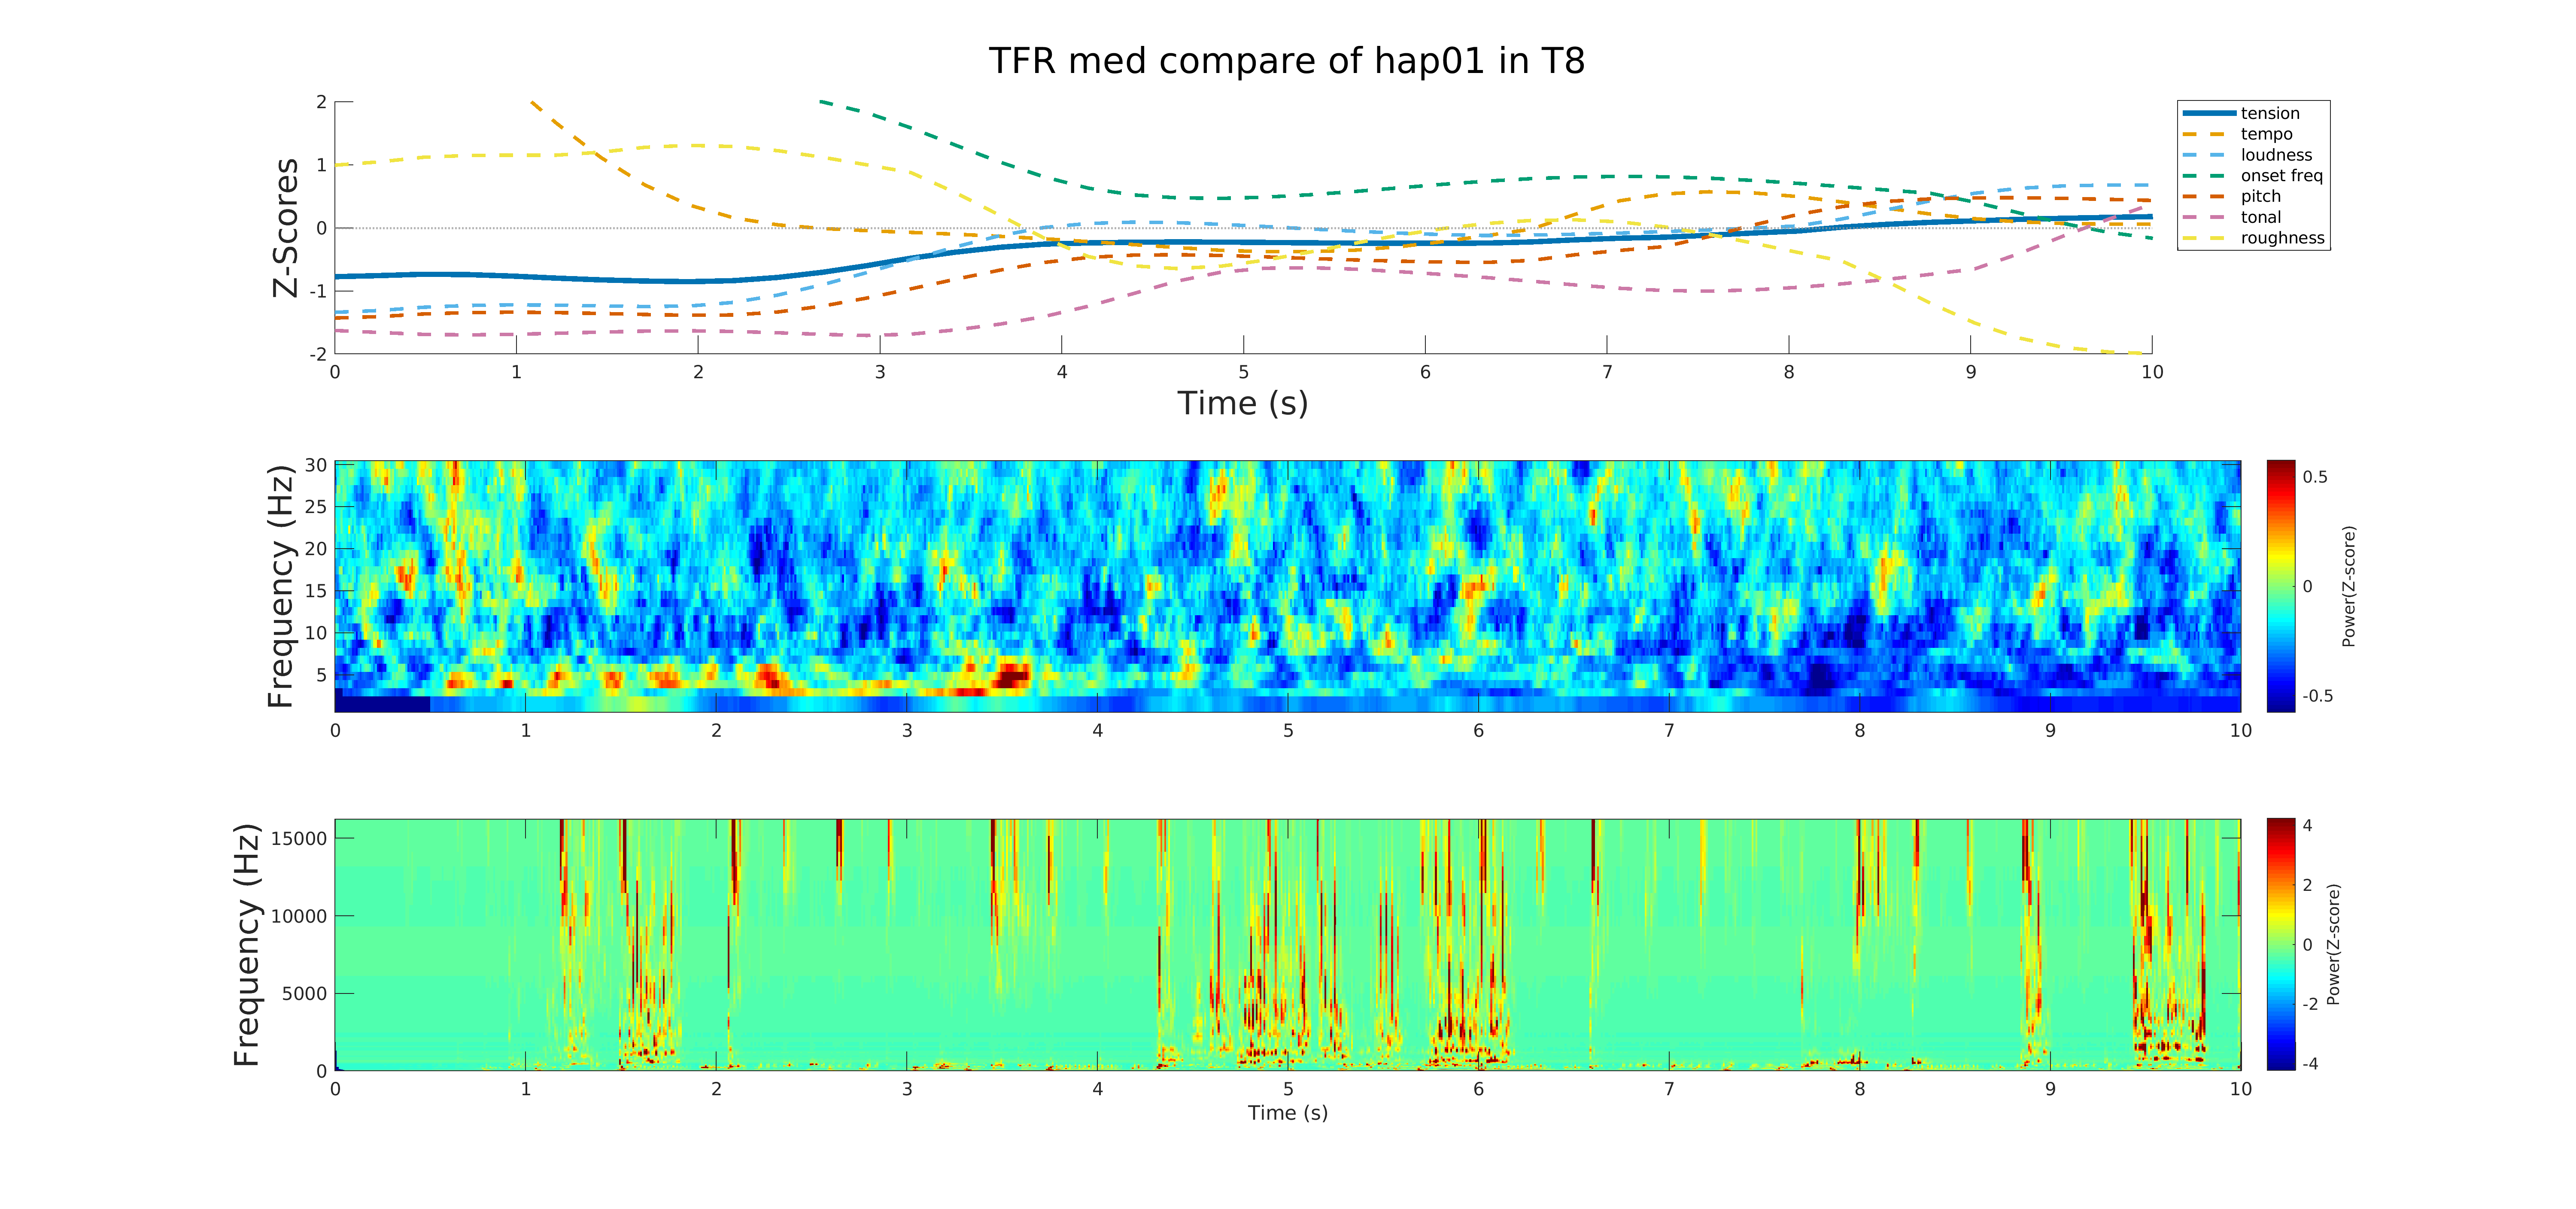 TFR med compare of hap01 in T8
Z-Scores
2
1
0
-1
-2
0 1 2 3 4 5 6 7 8 9 10
Time (s)
tension
tempo
loudness
onset freq
pitch
tonal
roughness
Frequency (Hz)
30
25
20
15
10
5
0 1 2 3 4 5 6 7 8 9 10
0.5
0
-0.5
Power(Z-score)
Frequency (Hz)
15000
10000
5000
0
0 1 2 3 4 5 6 7 8 9 10
Time (s)
4
2
0
-2
-4
Power(Z-score)